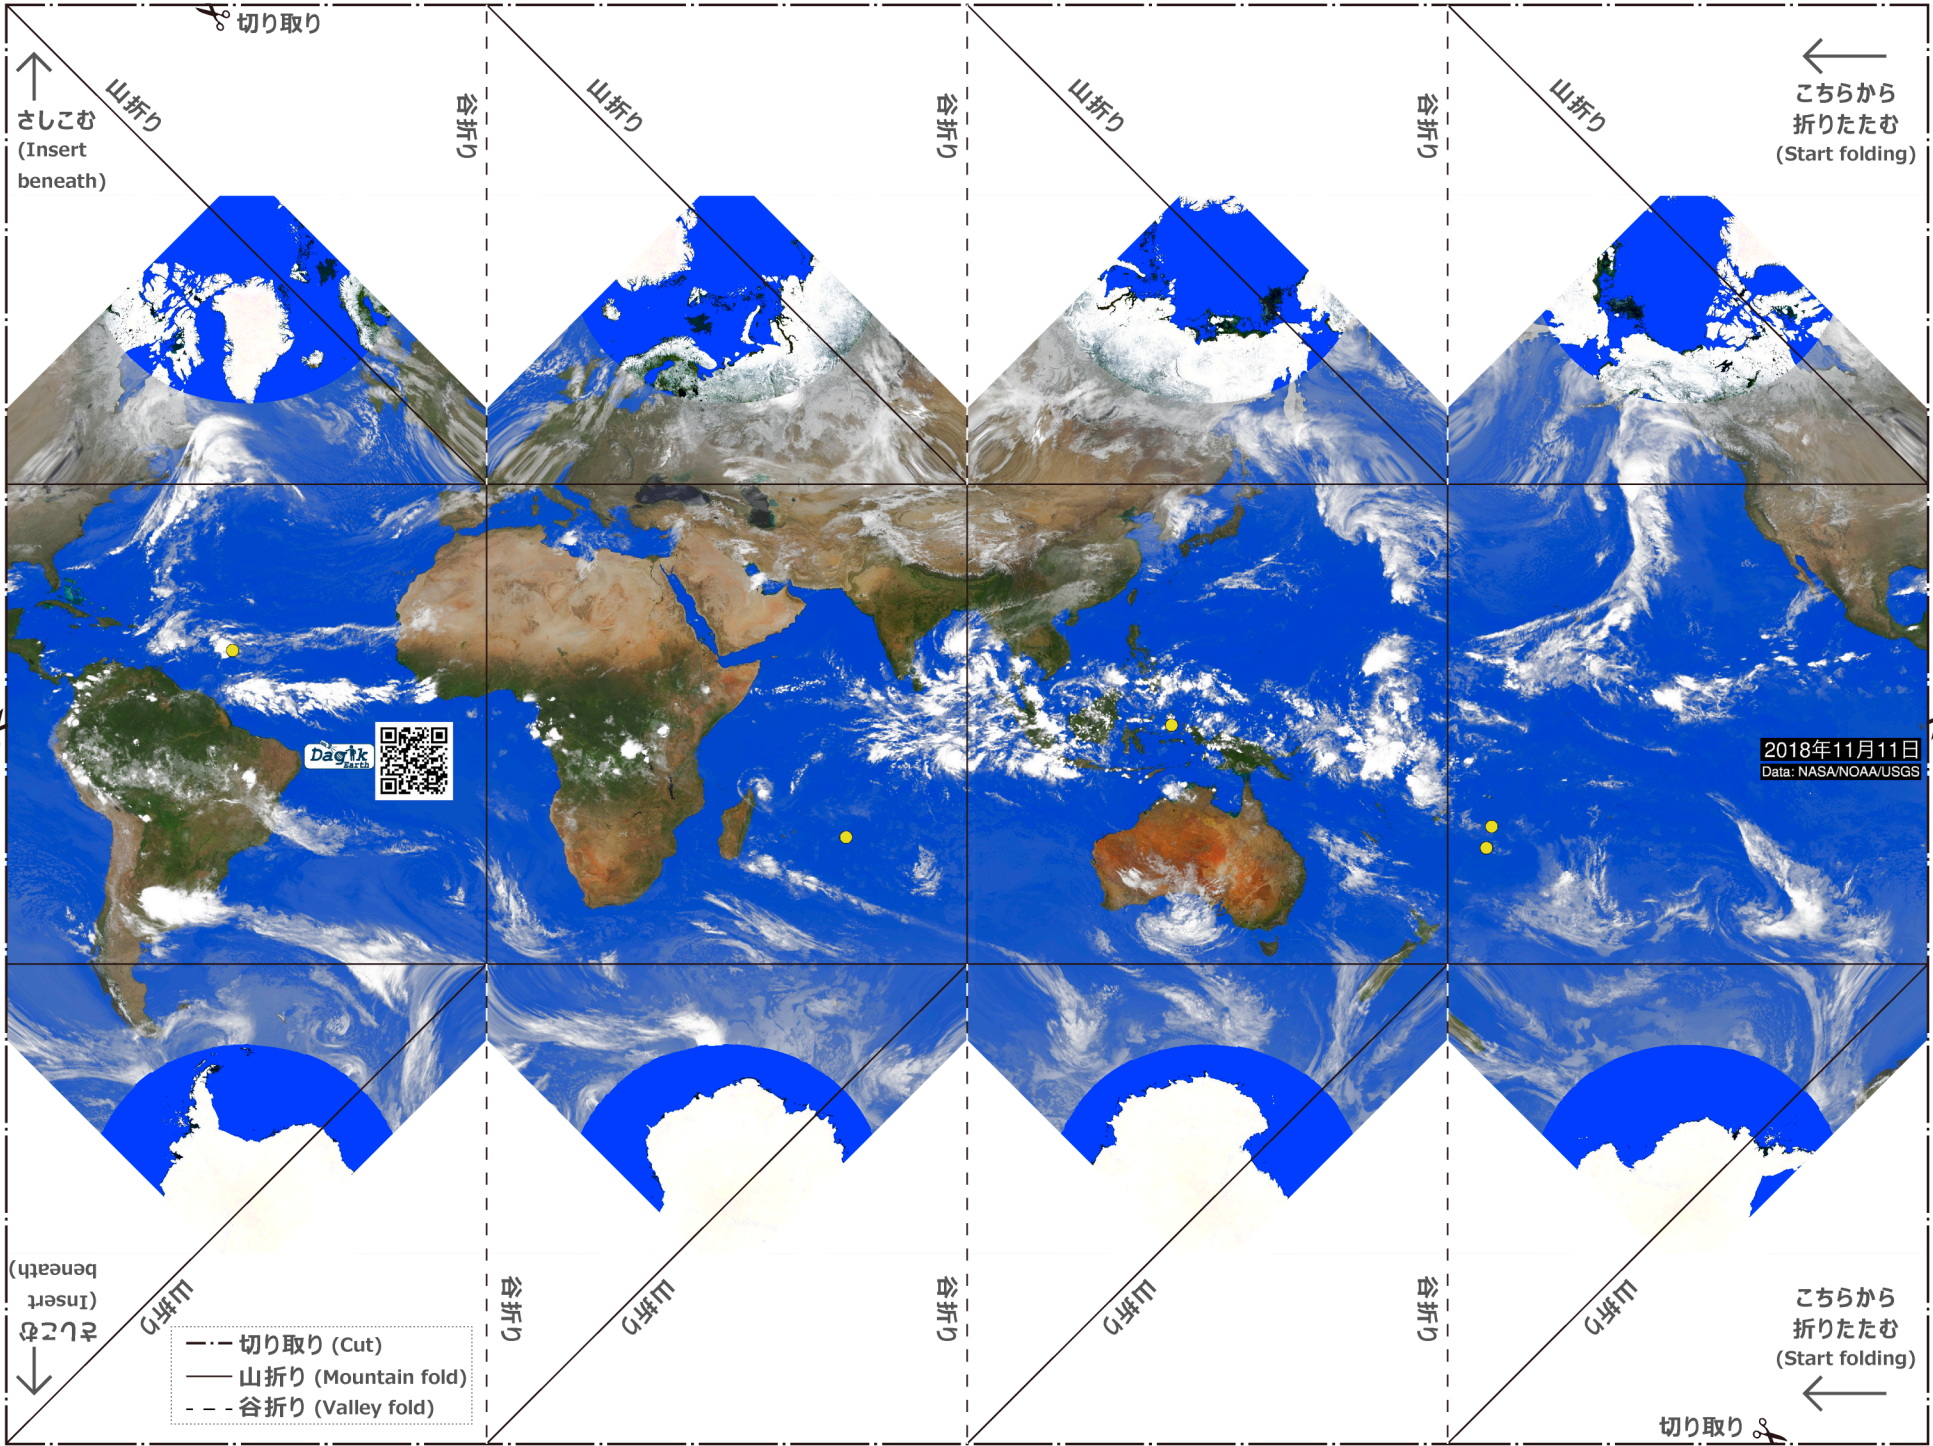 切り取り
山折り
谷折り
山折り
谷折り
山折り
谷折り
山折り
さしこむ
(Insert
beneath)
こちらから
折りたたむ
(Start folding)
Dagik
Earth
2018年11月11日
Data: NASA/NOAA/USGS
さしこむ
(Insert
beneath)
山折り
谷折り
山折り
谷折り
山折り
谷折り
山折り
切り取り (Cut)
山折り (Mountain fold)
谷折り (Valley fold)
こちらから
折りたたむ
(Start folding)
切り取り